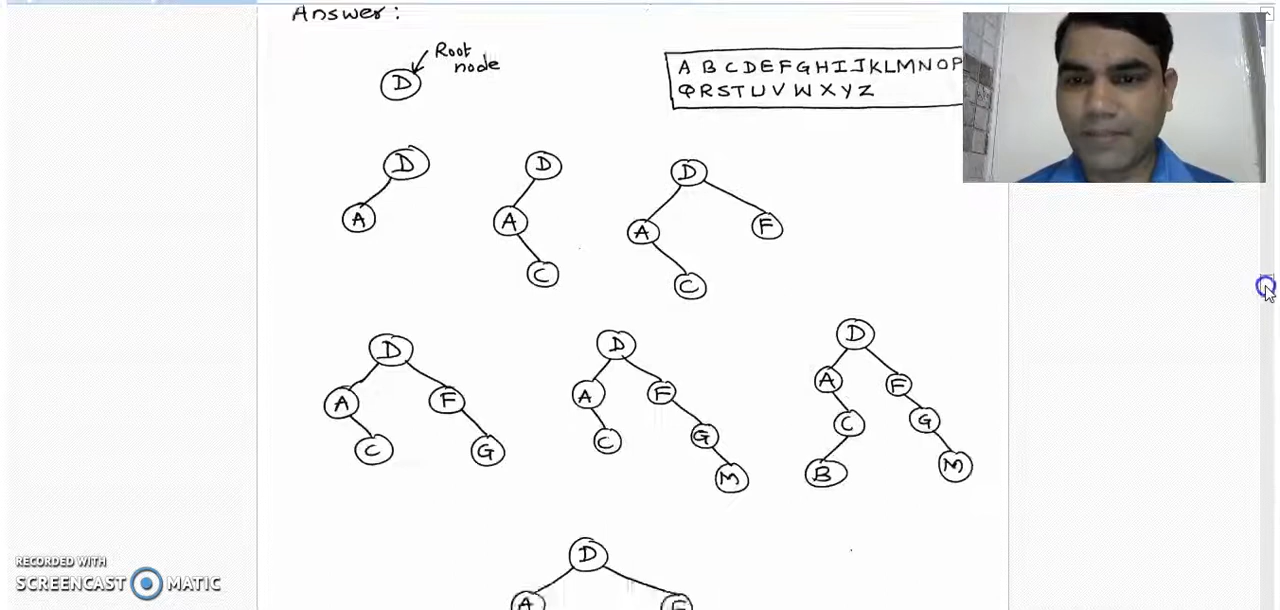 Answer:
Root
node
D
A B C D E F G H I J K L M N O P
Q R S T U V W X Y Z
D
A
D
A
C
D
A
F
C
D
A
F
C
G
D
A
F
C
G
M
D
A
F
C
G
B
M
D
A
F
RECORDED WITH
SCREENCAST MATIC